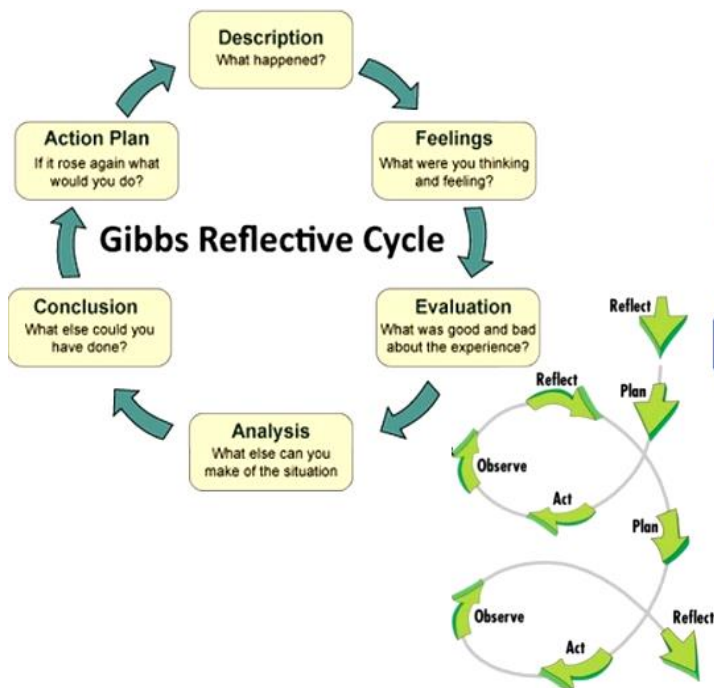 Description
What happened?
Feelings
What were you thinking
and feeling?
Evaluation
What was good and bad
about the experience?
Analysis
What else can you
make of the situation
Conclusion
What else could you
have done?
Action Plan
If it rose again what
would you do?
Gibbs Reflective Cycle
Reflect
Plan
Act
Observe
Reflect
Plan
Act
Observe
Reflect